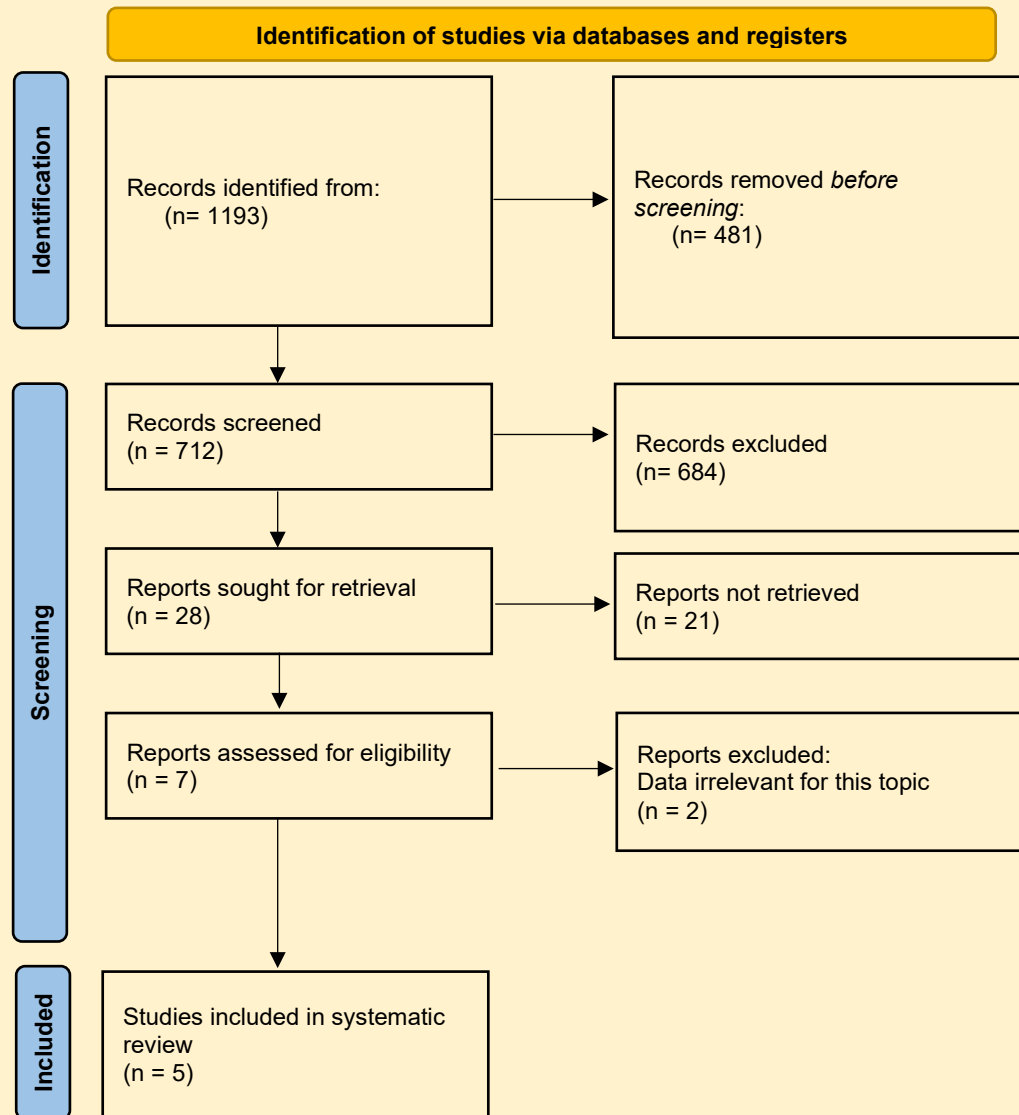 Identification of studies via databases and registers
Identification
Records identified from:
(n= 1193)
Records removed before
screening:
(n= 481)
Screening
Records screened
(n = 712)
Records excluded
(n= 684)
Reports sought for retrieval
(n = 28)
Reports not retrieved
(n = 21)
Reports assessed for eligibility
(n = 7)
Reports excluded:
Data irrelevant for this topic
(n = 2)
Included
Studies included in systematic
review
(n = 5)